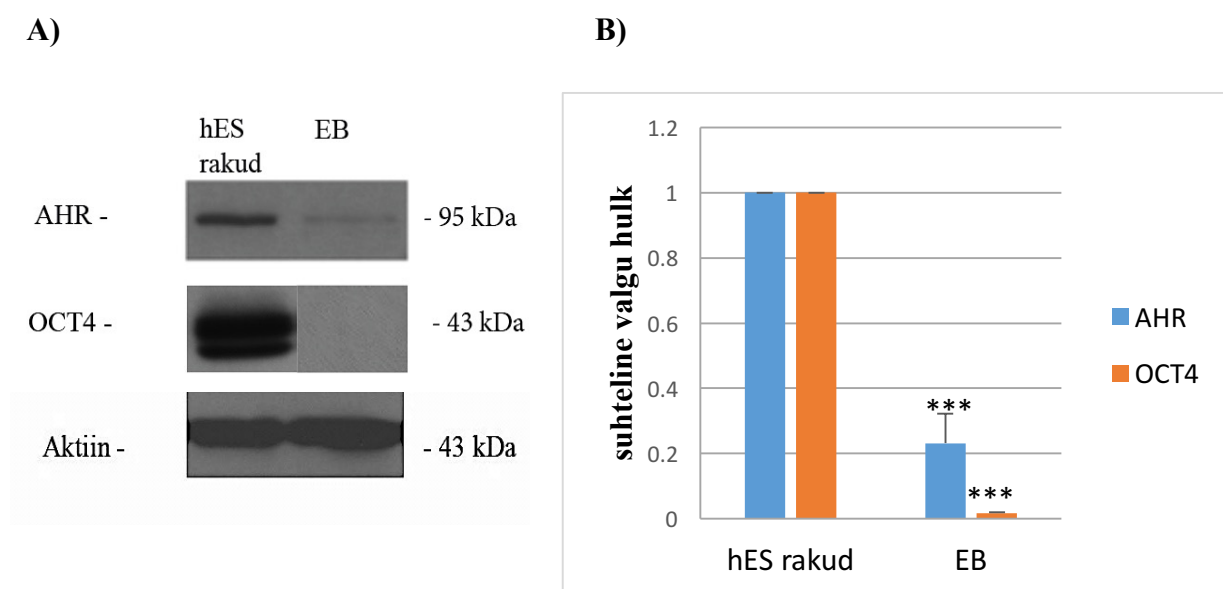 A)
hES rakud
EB
AHR -
- 95 kDa
OCT4 -
- 43 kDa
Aktiin -
- 43 kDa
B)
suhteline valgu hulk
1.2
1
0.8
0.6
0.4
0.2
0
***
***
hES rakud
EB
AHR
OCT4